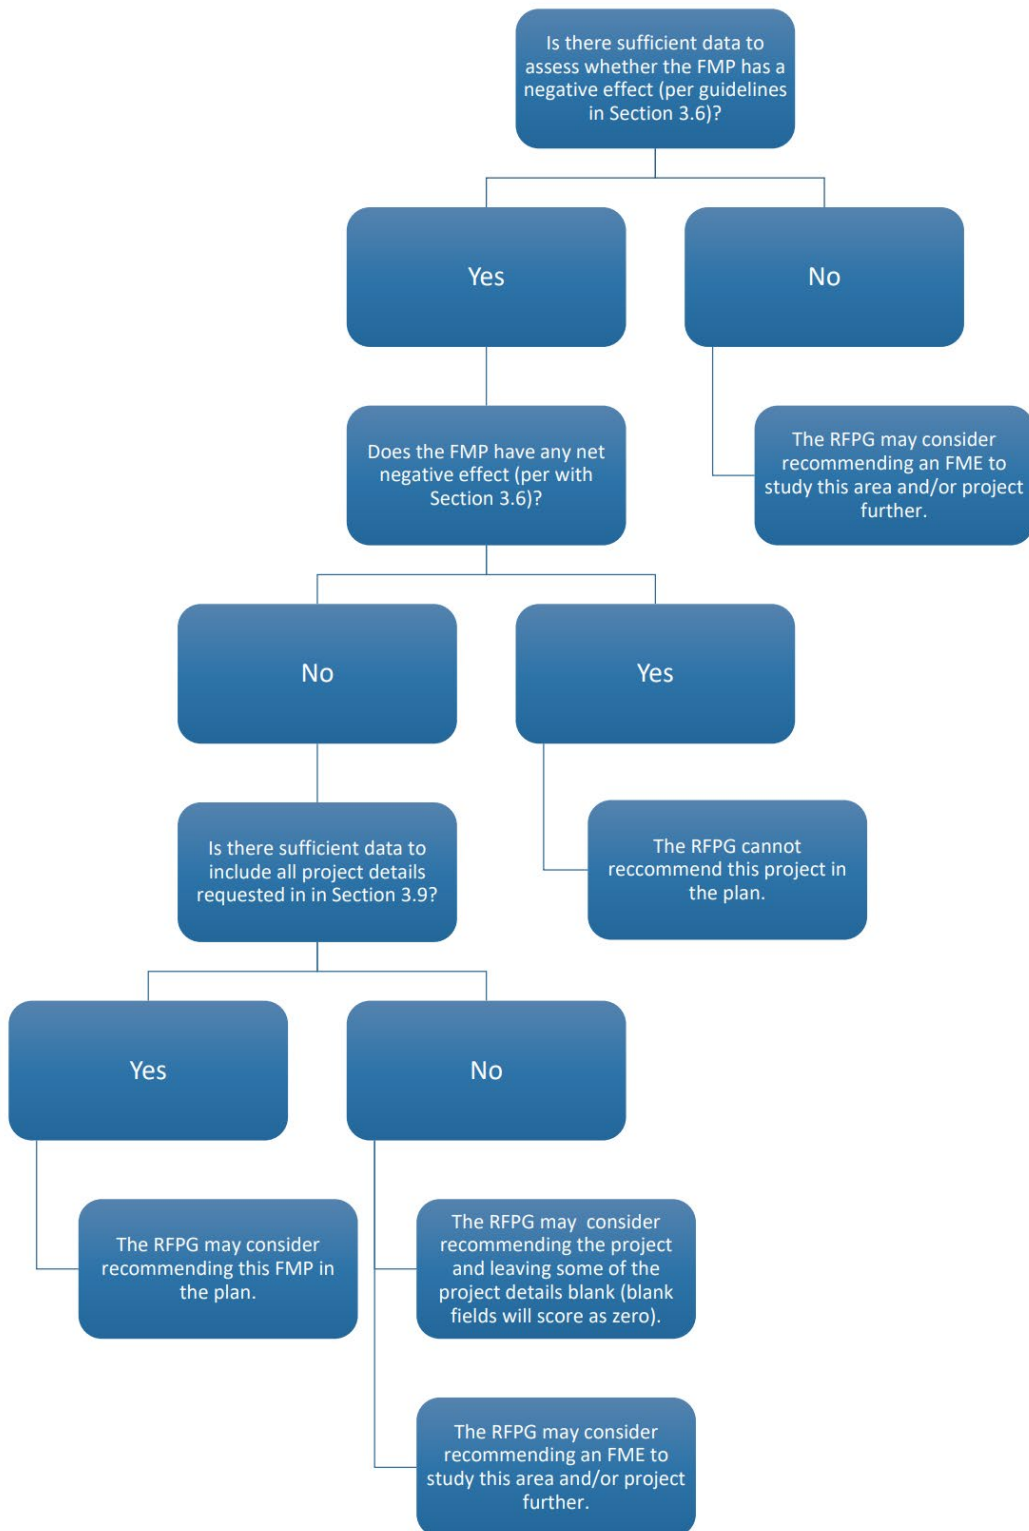 Is there sufficient data to
assess whether the FMP has a
negative effect (per guidelines
in Section 3.6)?
Yes
No
Does the FMP have any net
negative effect (per with
Section 3.6)?
The RFPG may consider
recommending an FME to
study this area and/or project
further.
No
Yes
Is there sufficient data to
include all project details
requested in in Section 3.9?
The RFPG cannot
reccommend this project in
the plan.
Yes
No
The RFPG may consider
recommending this FMP in
the plan.
The RFPG may  consider
recommending the project
and leaving some of the
project details blank (blank
fields will score as zero).
The RFPG may consider
recommending an FME to
study this area and/or project
further.